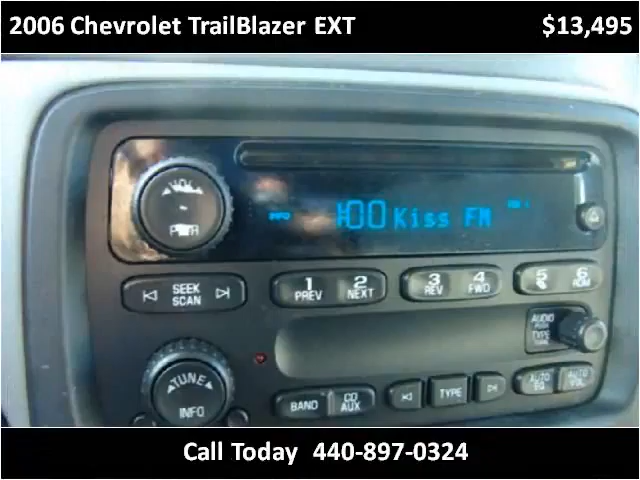 2006 Chevrolet TrailBlazer EXT $13,495
VOL
PWR
INFO 100 Kiss FM
SEEK
SCAN
1 PREV 2 NEXT 3 REV 4 FWD 5 6 RDM
AUDIO
TYPE
TUNE
INFO
BAND CD AUX TYPE AUTO EQ AUTO VOL
Call Today 440-897-0324